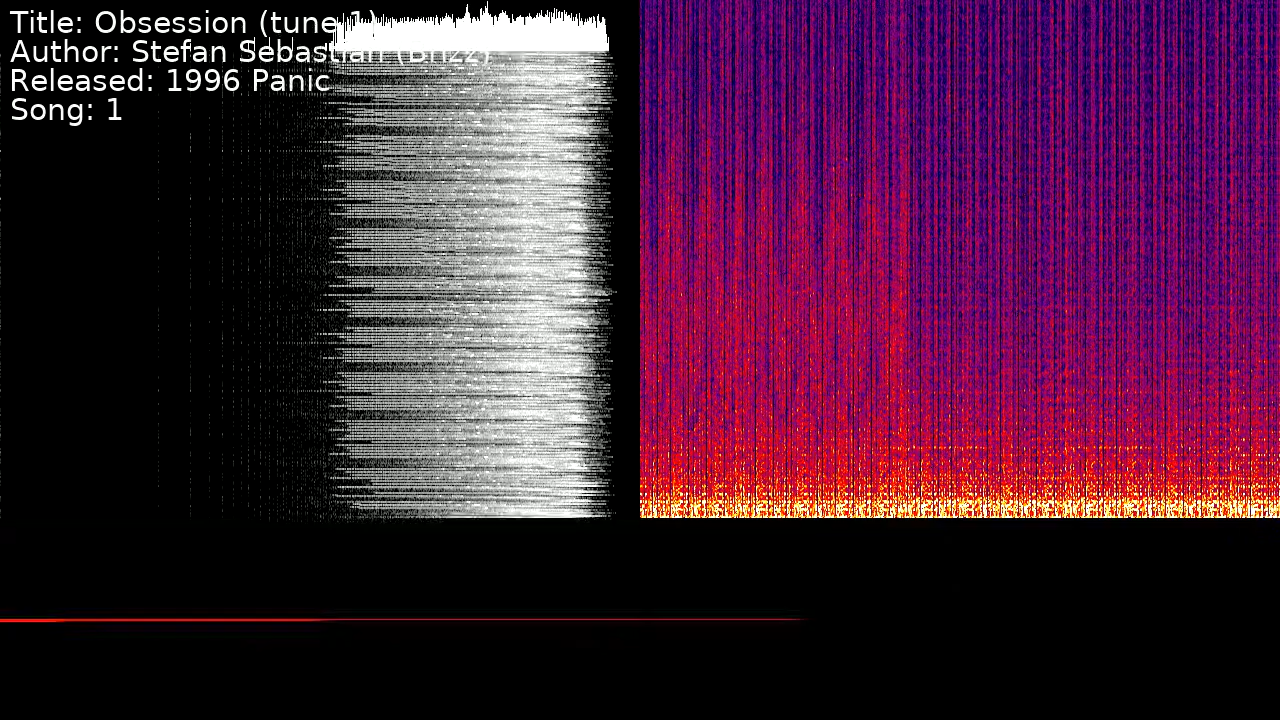 Title: Obsession (tune 1)
Author: Stefan Sebastian (Brizz)
Released: 1996 Panic
Song: 1